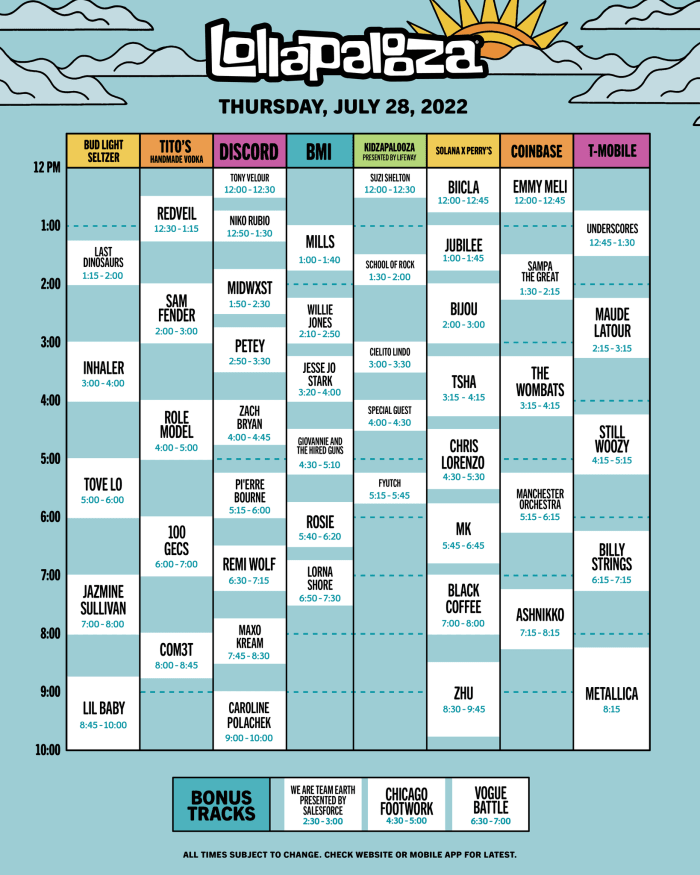 Lollapalooza
THURSDAY, JULY 28, 2022
BUD LIGHT
SELTZER
TITO'S
HANDMADE VODKA
DISCORD
BMI
KIDZAPALOOZA
PRESENTED BY LIFEWAY
SOLANA X PERRY'S
COINBASE
T-MOBILE
12 PM
1:00
2:00
3:00
4:00
5:00
6:00
7:00
8:00
9:00
10:00
LAST
DINOSAURS
1:15 - 2:00
INHALER
3:00 - 4:00
TOVE LO
5:00 - 6:00
JAZMINE
SULLIVAN
7:00 - 8:00
LIL BABY
8:45 - 10:00
REDVEIL
12:30 - 1:15
SAM
FENDER
2:00 - 3:00
ROLE
MODEL
4:00 - 5:00
100
GECS
6:00 - 7:00
COM3T
8:00 - 8:45
TONY VELOUR
12:00 - 12:30
NIKO RUBIO
12:50 - 1:30
MIDWXST
1:50 - 2:30
PETEY
2:50 - 3:30
ZACH
BRYAN
4:00 - 4:45
PI'ERRE
BOURNE
5:15 - 6:00
REMI WOLF
6:30 - 7:15
MAXO
KREAM
7:45 - 8:30
CAROLINE
POLACHEK
9:00 - 10:00
MILLS
1:00 - 1:40
WILLIE
JONES
2:10 - 2:50
JESSE JO
STARK
3:20 - 4:00
GIOVANNIE AND
THE HIRED GUNS
4:30 - 5:10
ROSIE
5:40 - 6:20
LORNA
SHORE
6:50 - 7:30
SUZI SHELTON
12:00 - 12:30
SCHOOL OF ROCK
1:30 - 2:00
CIELITO LINDO
3:00 - 3:30
SPECIAL GUEST
4:00 - 4:30
FYUTCH
5:15 - 5:45
BIICLA
12:00 - 12:45
JUBILEE
1:00 - 1:45
BIJOU
2:00 - 3:00
TSHA
3:15 - 4:15
CHRIS
LORENZO
4:30 - 5:30
MK
5:45 - 6:45
BLACK
COFFEE
7:00 - 8:00
ZHU
8:30 - 9:45
EMMY MELI
12:00 - 12:45
SAMPA
THE GREAT
1:30 - 2:15
THE
WOMBATS
3:15 - 4:15
MANCHESTER
ORCHESTRA
5:15 - 6:15
ASHNIKKO
7:15 - 8:15
UNDERSCORES
12:45 - 1:30
MAUDE
LATOUR
2:15 - 3:15
STILL
WOOZY
4:15 - 5:15
BILLY
STRINGS
6:15 - 7:15
METALLICA
8:15
BONUS
TRACKS
WE ARE TEAM EARTH
PRESENTED BY
SALESFORCE
2:30 - 3:00
CHICAGO
FOOTWORK
4:30 - 5:00
VOGUE
BATTLE
6:30 - 7:00
ALL TIMES SUBJECT TO CHANGE. CHECK WEBSITE OR MOBILE APP FOR LATEST.